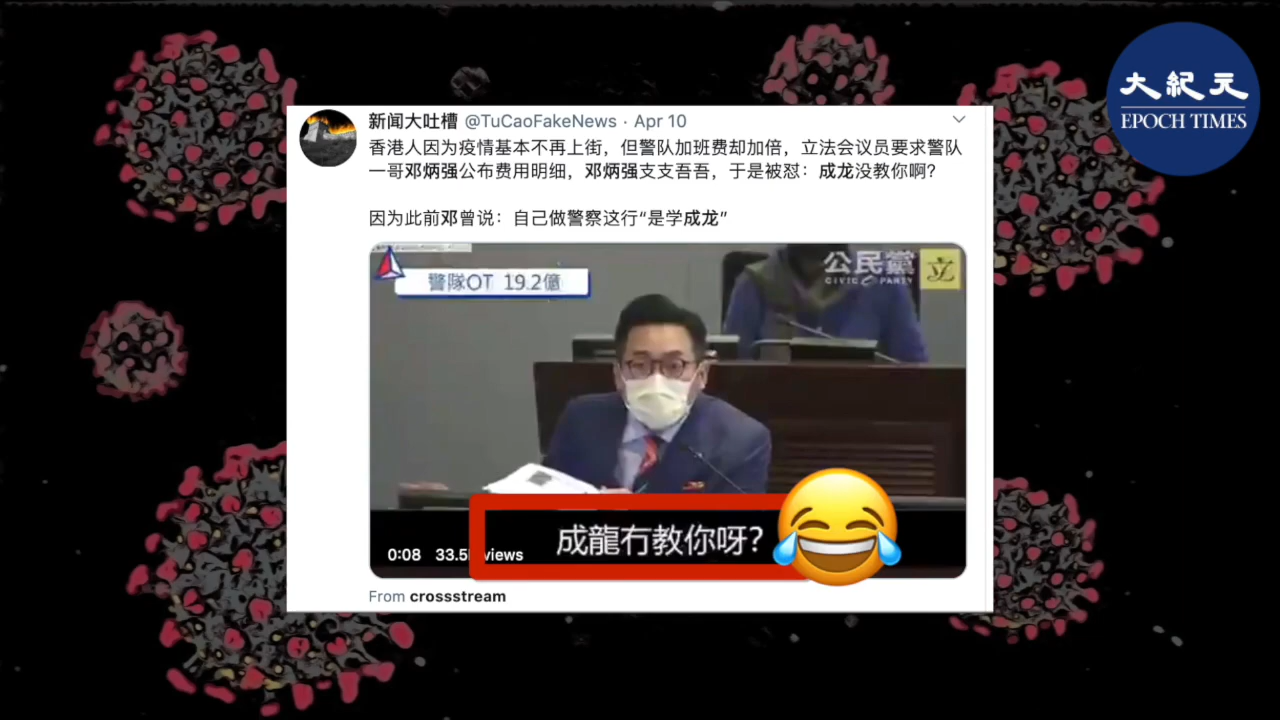 大紀元
EPOCH TIMES
新闻大吐槽 @TuCaoFakeNews · Apr 10
香港人因为疫情基本不再上街，但警队加班费却加倍，立法会议员要求警队
一哥邓炳强公布费用明细，邓炳强支支吾吾，于是被怼：成龙没教你啊？
因为此前邓曾说：自己做警察这行“是学成龙”
警隊OT 19.2億
公民黨
CIVIC PARTY
立
成龍冇教你呀?
0:08 33.5 views
From crossstream